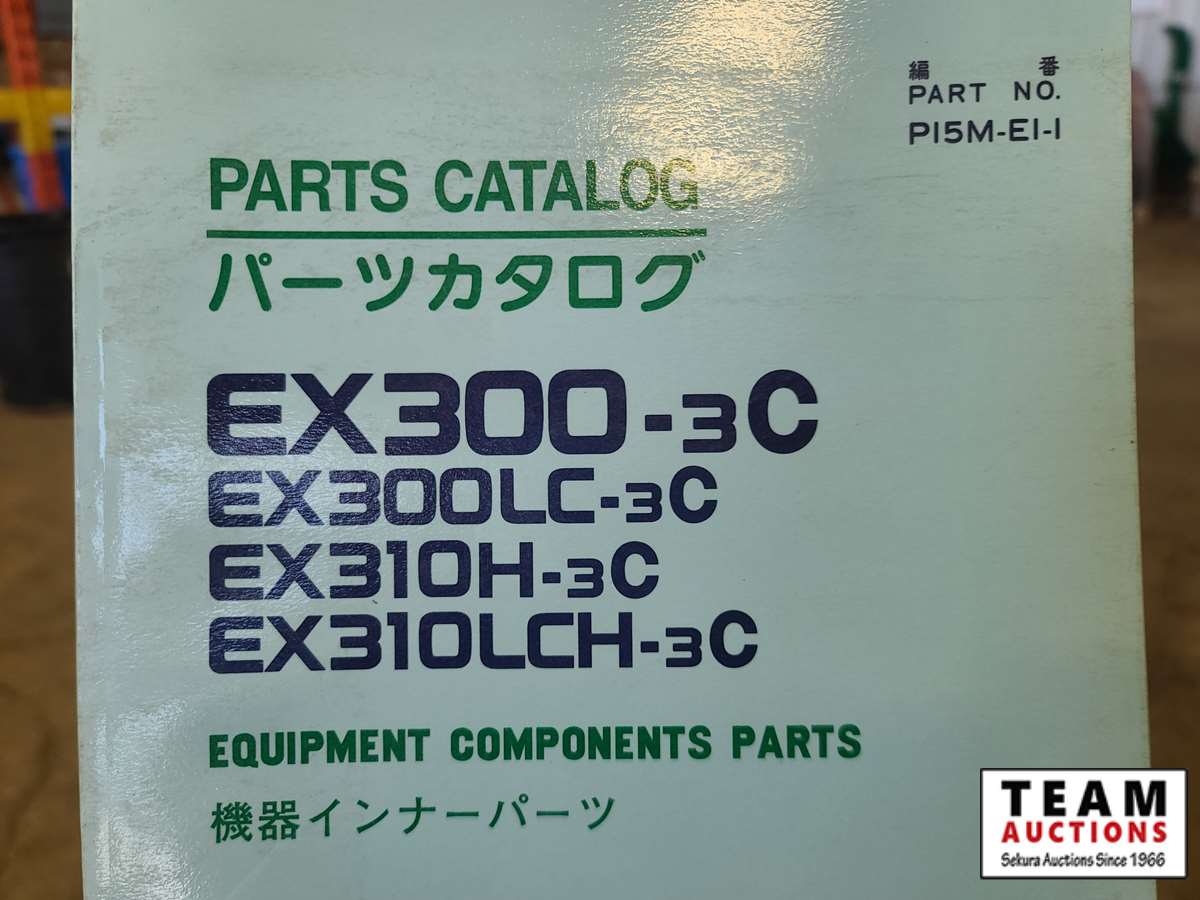 編 番
PART NO.
P15M-E1-1
PARTS CATALOG
パーツカタログ
EX300-3C
EX300LC-3C
EX310H-3C
EX310LCH-3C
EQUIPMENT COMPONENTS PARTS
機器インナーパーツ
TEAM
AUCTIONS
Sekura Auctions Since 1966